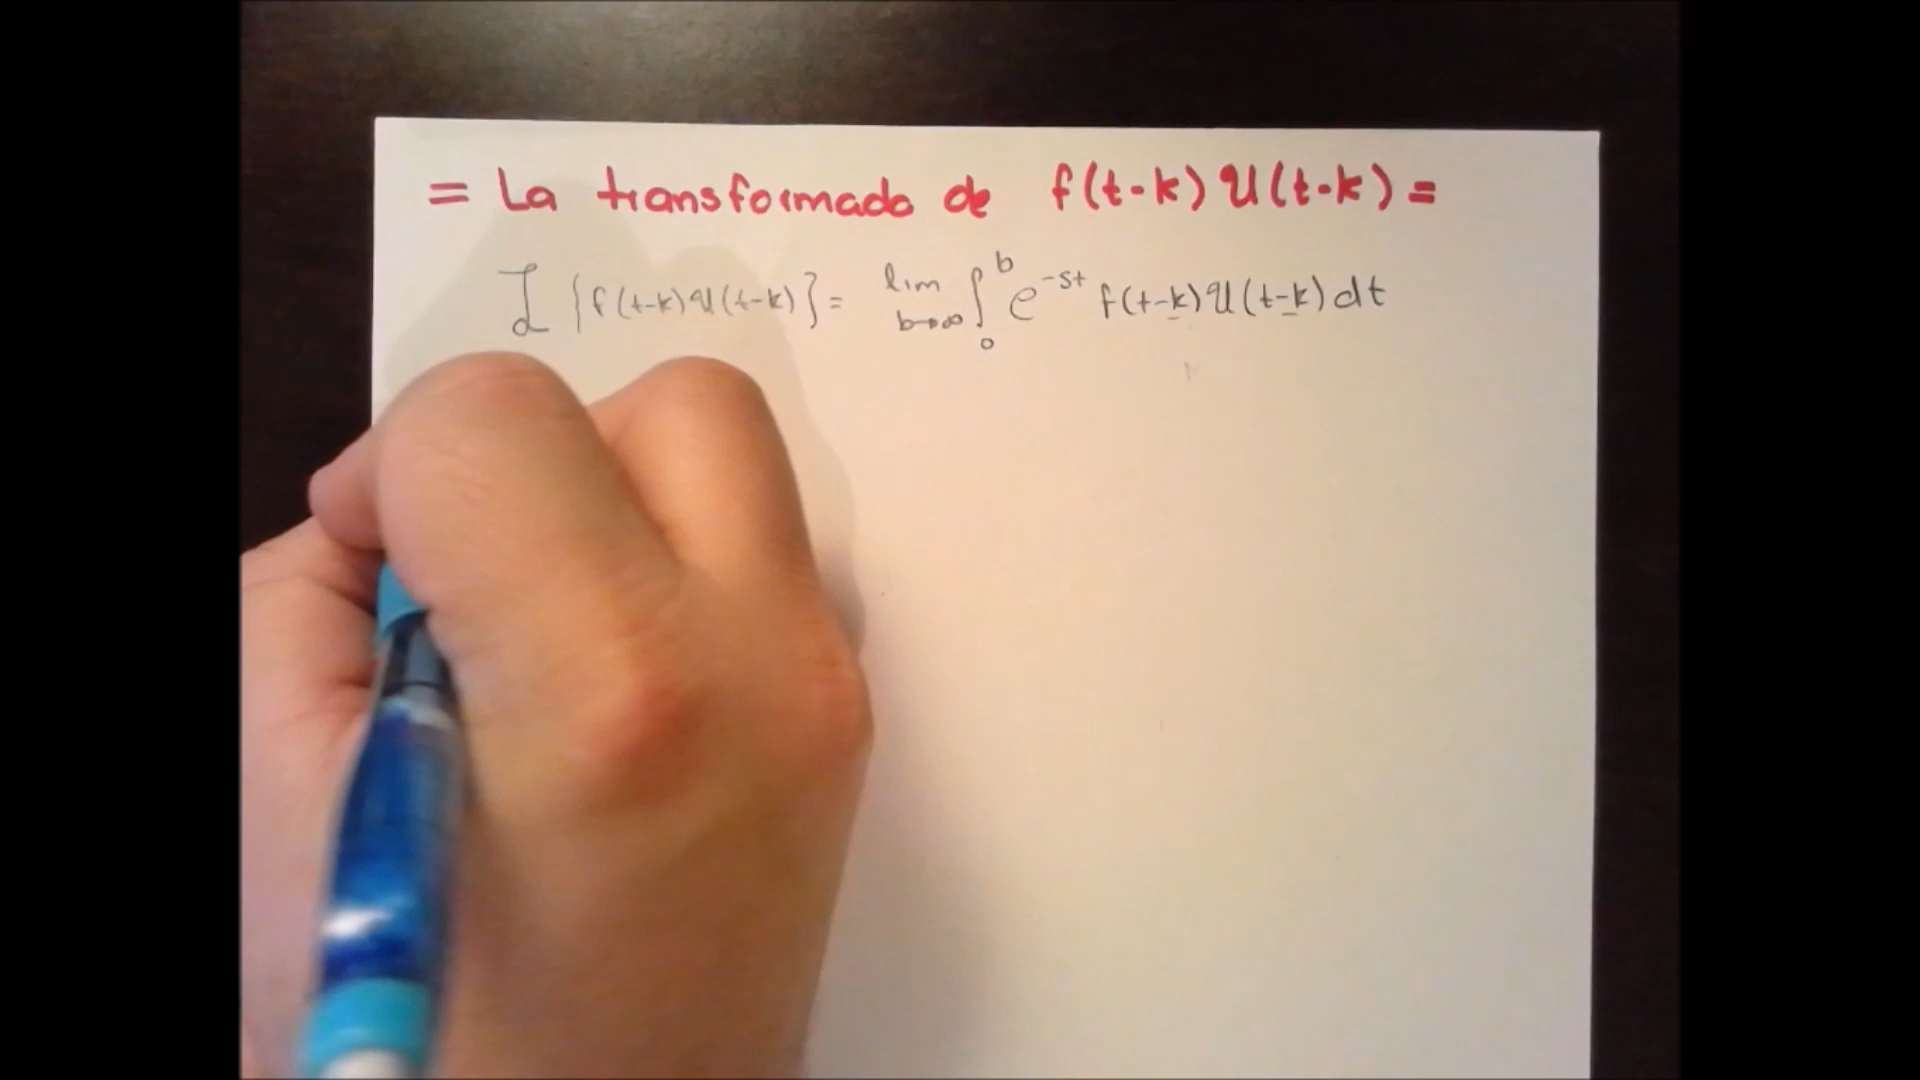 = La transformada de f(t-k) U(t-k) =
L {f(t-k) U(t-k)} = lim b→∞ ∫₀ᵇ e^-st f(t-k) U(t-k) dt